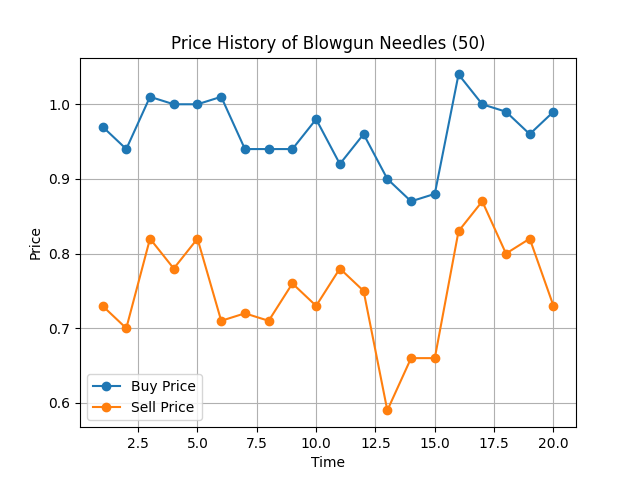 Price History of Blowgun Needles (50)
Price
1.0
0.9
0.8
0.7
0.6
Buy Price
Sell Price
2.5 5.0 7.5 10.0 12.5 15.0 17.5 20.0
Time